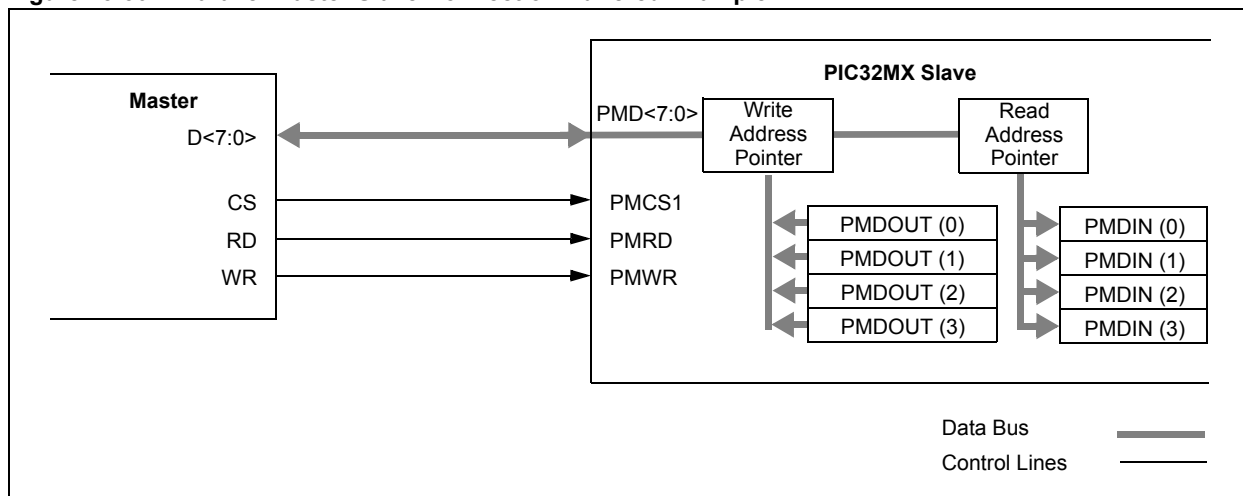 PIC32MX Slave
Master
D<7:0>
PMD<7:0>
Write
Address
Pointer
Read
Address
Pointer
CS
PMCS1
RD
PMRD
WR
PMWR
PMDOUT (0)
PMDOUT (1)
PMDOUT (2)
PMDOUT (3)
PMDIN (0)
PMDIN (1)
PMDIN (2)
PMDIN (3)
Data Bus
Control Lines